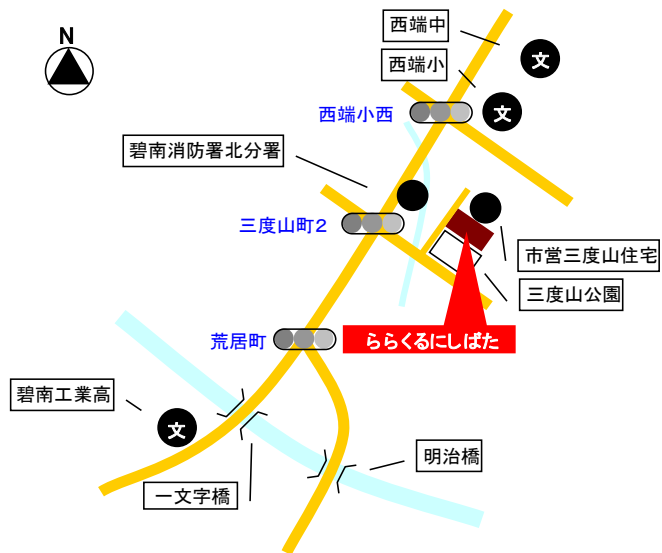 西端中
N
西端小
文
文
西端小西
碧南消防署北分署
三度山町2
市営三度山住宅
三度山公園
荒居町
ららくるにしばた
碧南工業高
文
明治橋
一文字橋